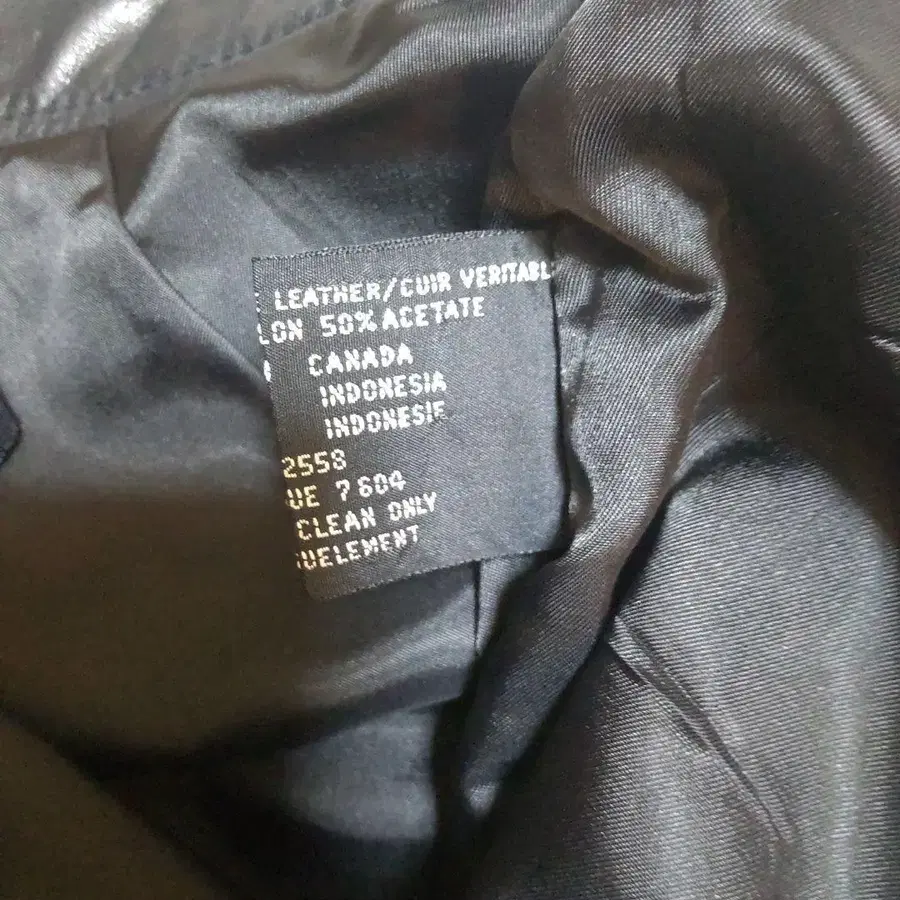 LEATHER/CUIR VERITABL
LON 50% ACETATE
CANADA
INDONESIA
INDONESIE
2558
UE 7604
CLEAN ONLY
UELEMENT